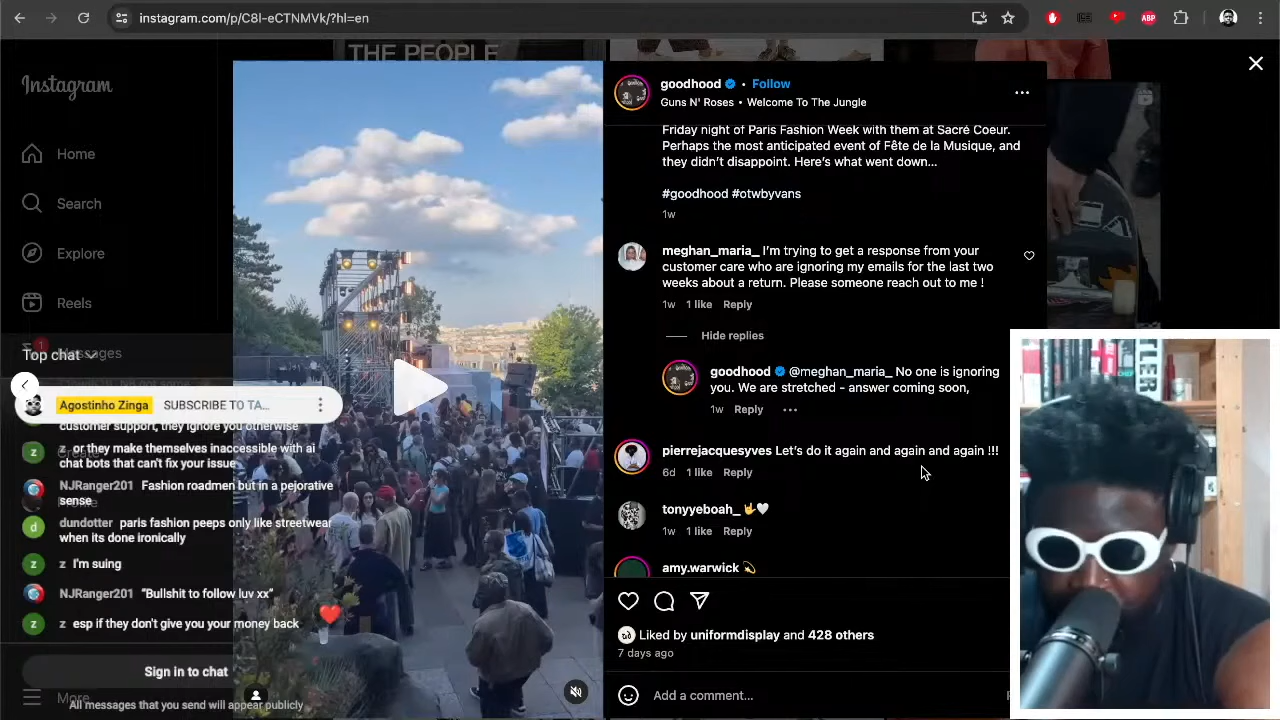 instagram.com/p/C8l-eCTNMVk/?hl=en
ABP
THE PEOPLE
Instagram
Home
Search
Explore
Reels
1
Messages
Top chat
Agostinho Zinga SUBSCRIBE TO TA...
customer support, they ignore you otherwise
z or they make themselves inaccessible with ai
chat bots that can't fix your issue
NJRanger201 Fashion roadmen but in a pejorative
sense
dundotter paris fashion peeps only like streetwear
when its done ironically
z I'm suing
NJRanger201 "Bullshit to follow luv xx"
z esp if they don't give you your money back
Sign in to chat
More
All messages that you send will appear publicly
goodhood • Follow
Guns N' Roses • Welcome To The Jungle
Friday night of Paris Fashion Week with them at Sacré Coeur.
Perhaps the most anticipated event of Fête de la Musique, and
they didn't disappoint. Here's what went down...
#goodhood #otwbyvans
1w
meghan_maria_ I'm trying to get a response from your
customer care who are ignoring my emails for the last two
weeks about a return. Please someone reach out to me !
1w 1 like Reply
Hide replies
goodhood @meghan_maria_ No one is ignoring
you. We are stretched - answer coming soon,
1w Reply
pierrejacquesyves Let's do it again and again and again !!!
6d 1 like Reply
tonyyeboah_ 🤟🤍
1w 1 like Reply
amy.warwick 💫
Liked by uniformdisplay and 428 others
7 days ago
Add a comment...